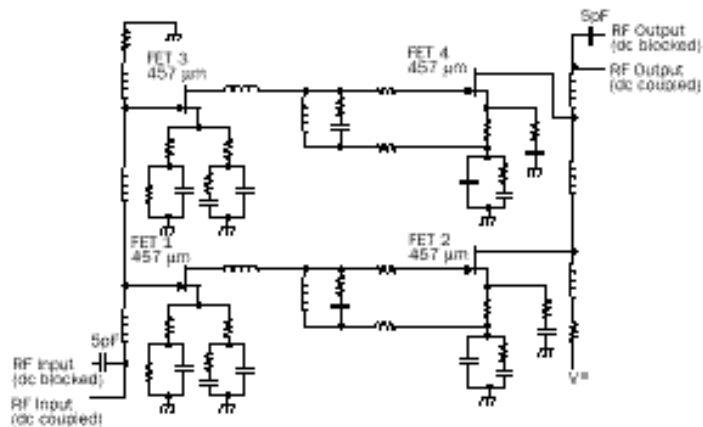 5pF
RF Output
(dc blocked)
RF Output
(dc coupled)
FET 3
457 µm
FET 4
457 µm
FET 1
457 µm
FET 2
457 µm
5pF
RF Input
(dc blocked)
RF Input
(dc coupled)